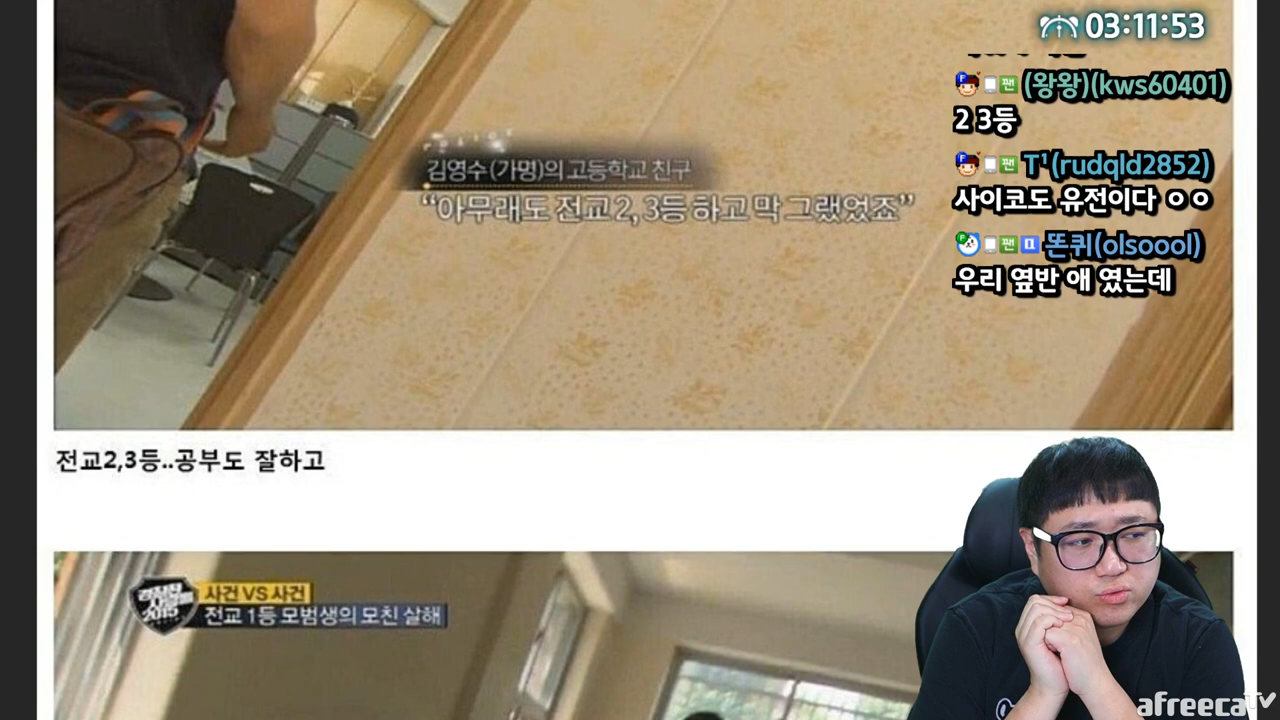 03:11:53
(왕왕)(kws60401)
2 3등
T¹(rudqld2852)
사이코도 유전이다 ㅇㅇ
똔퀴(olsoool)
우리 옆반 애 였는데
김영수(가명)의 고등학교 친구
“아무래도 전교 2, 3등 하고 막 그랬었죠”
전교2,3등..공부도 잘하고
사건 VS 사건
전교 1등 모범생의 모친 살해
2015
afreecaTV